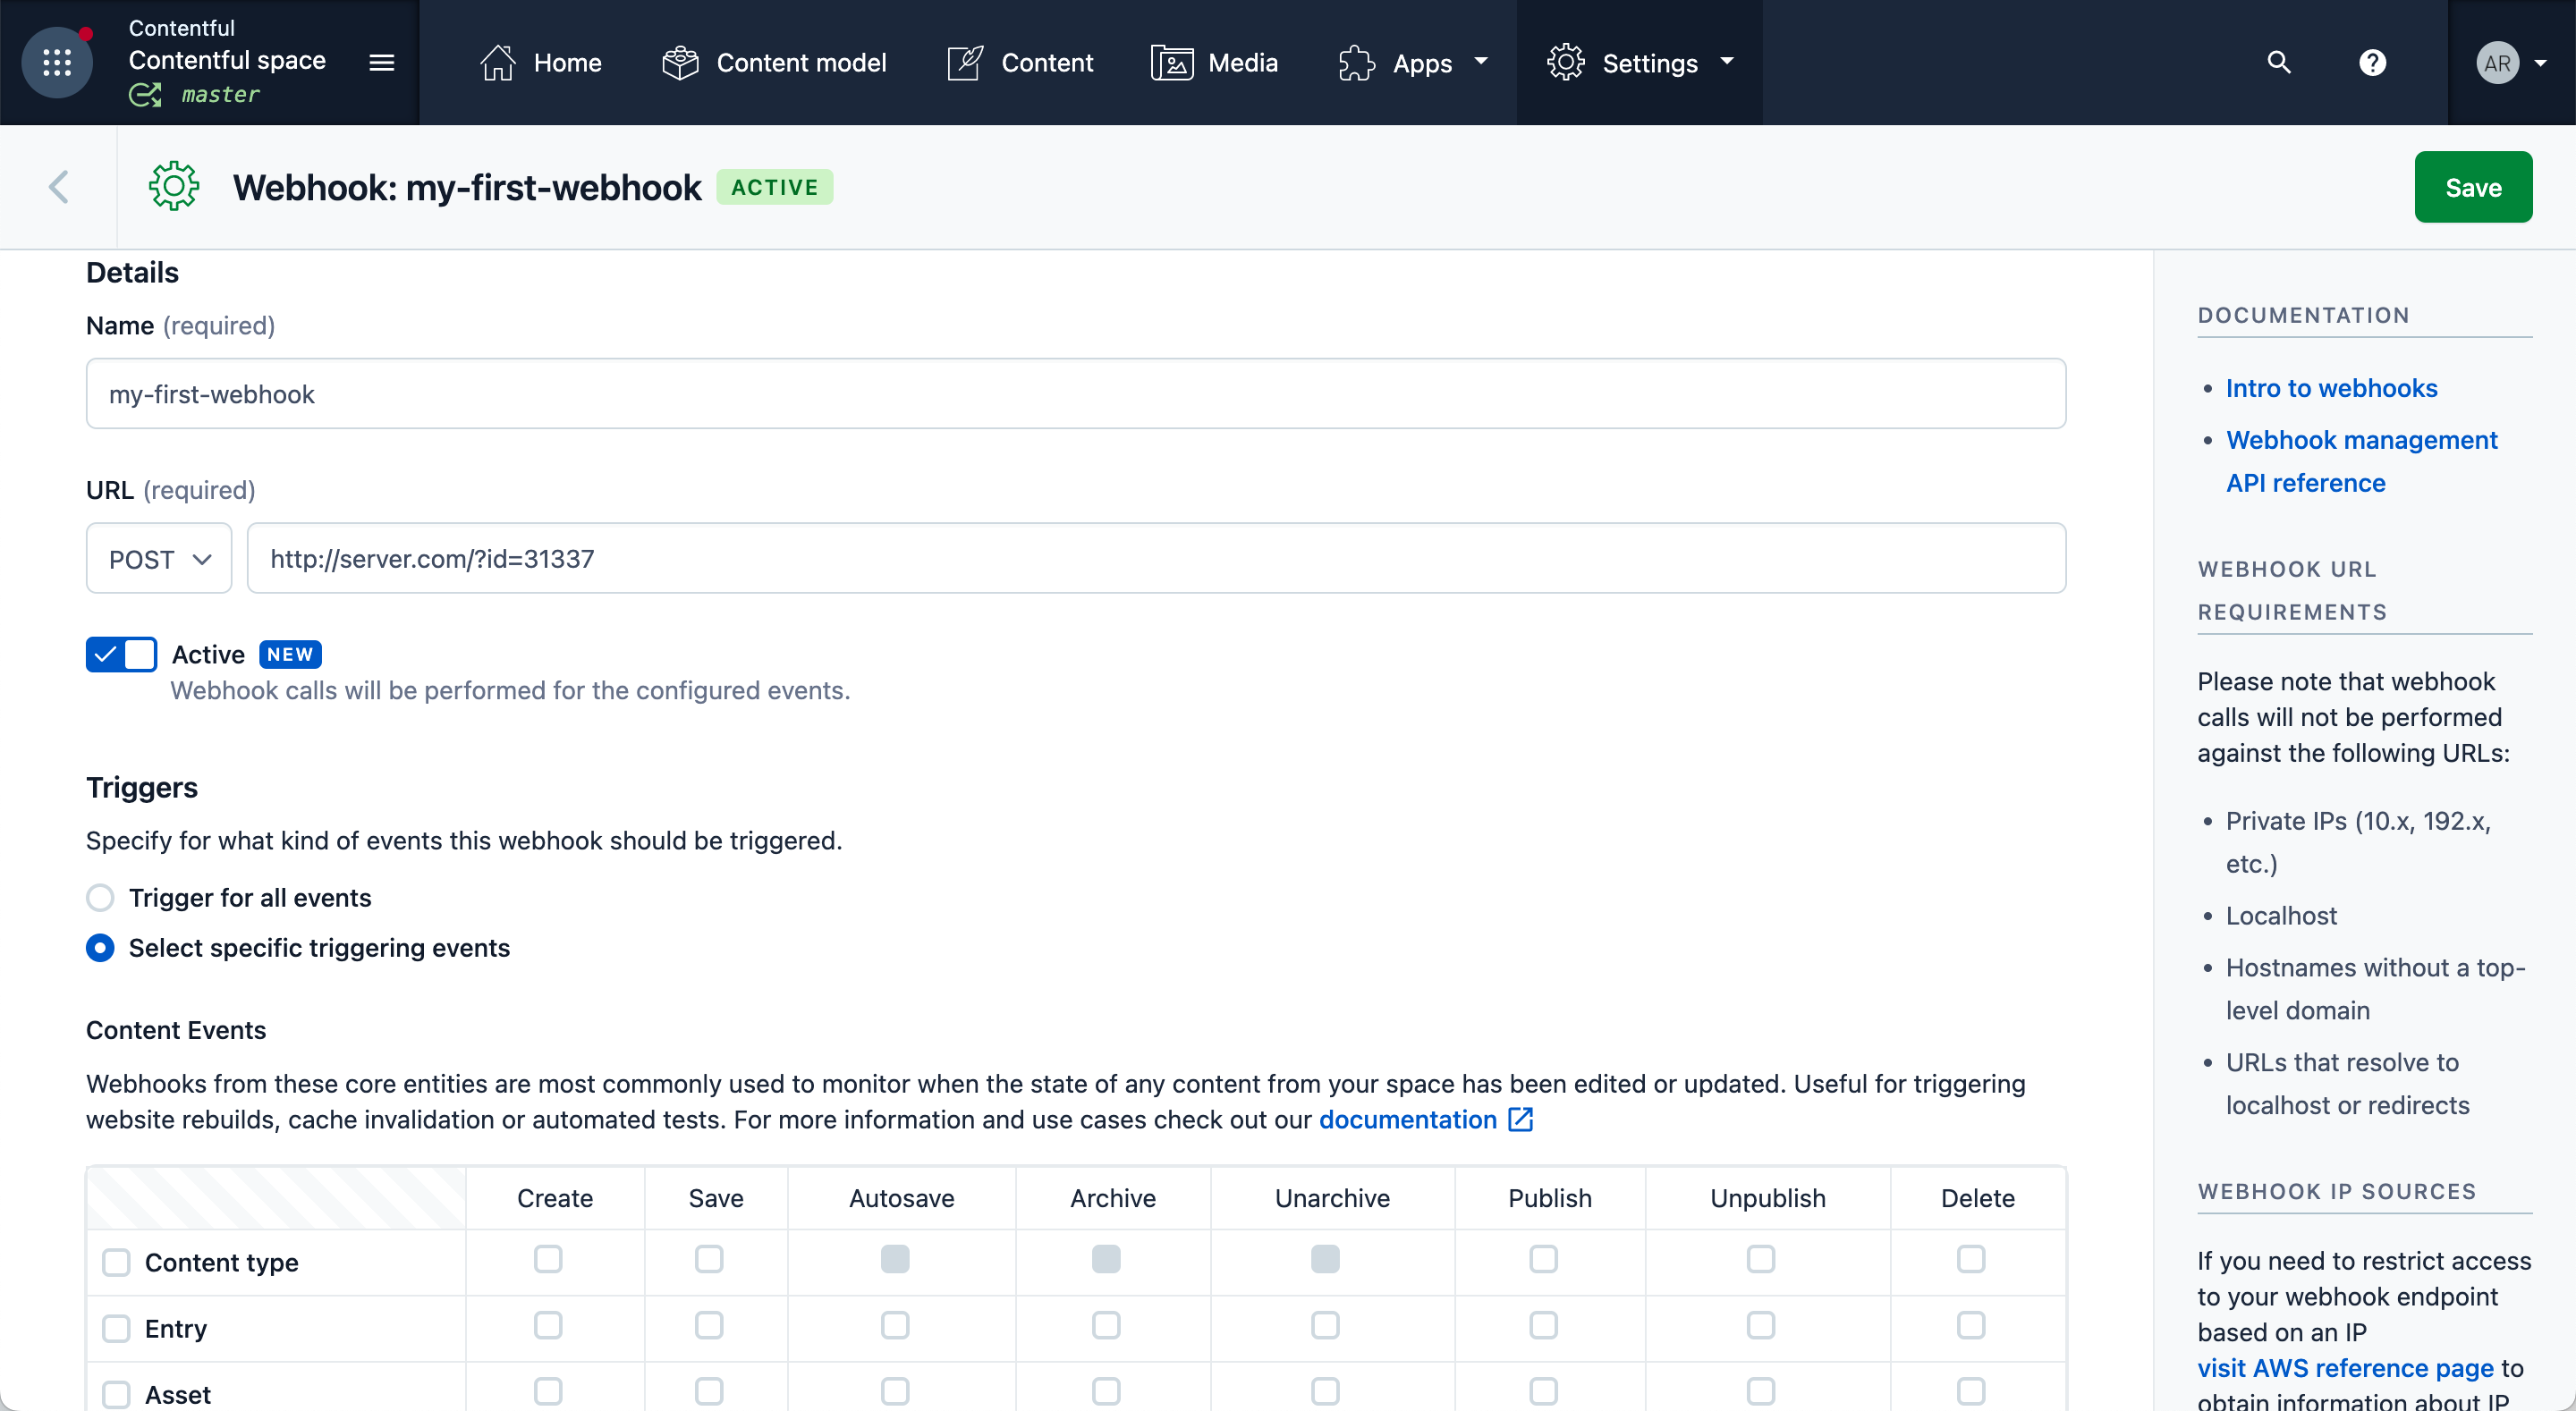 Contentful
Contentful space
master
Home
Content model
Content
Media
Apps
Settings
AR
Webhook: my-first-webhook ACTIVE
Save
Details
Name (required)
my-first-webhook
URL (required)
POST
http://server.com/?id=31337
Active NEW
Webhook calls will be performed for the configured events.
Triggers
Specify for what kind of events this webhook should be triggered.
Trigger for all events
Select specific triggering events
Content Events
Webhooks from these core entities are most commonly used to monitor when the state of any content from your space has been edited or updated. Useful for triggering
website rebuilds, cache invalidation or automated tests. For more information and use cases check out our documentation
Create Save Autosave Archive Unarchive Publish Unpublish Delete
Content type
Entry
Asset
DOCUMENTATION
• Intro to webhooks
• Webhook management
API reference
WEBHOOK URL
REQUIREMENTS
Please note that webhook
calls will not be performed
against the following URLs:
• Private IPs (10.x, 192.x,
etc.)
• Localhost
• Hostnames without a top-
level domain
• URLs that resolve to
localhost or redirects
WEBHOOK IP SOURCES
If you need to restrict access
to your webhook endpoint
based on an IP
visit AWS reference page to
obtain information about IP